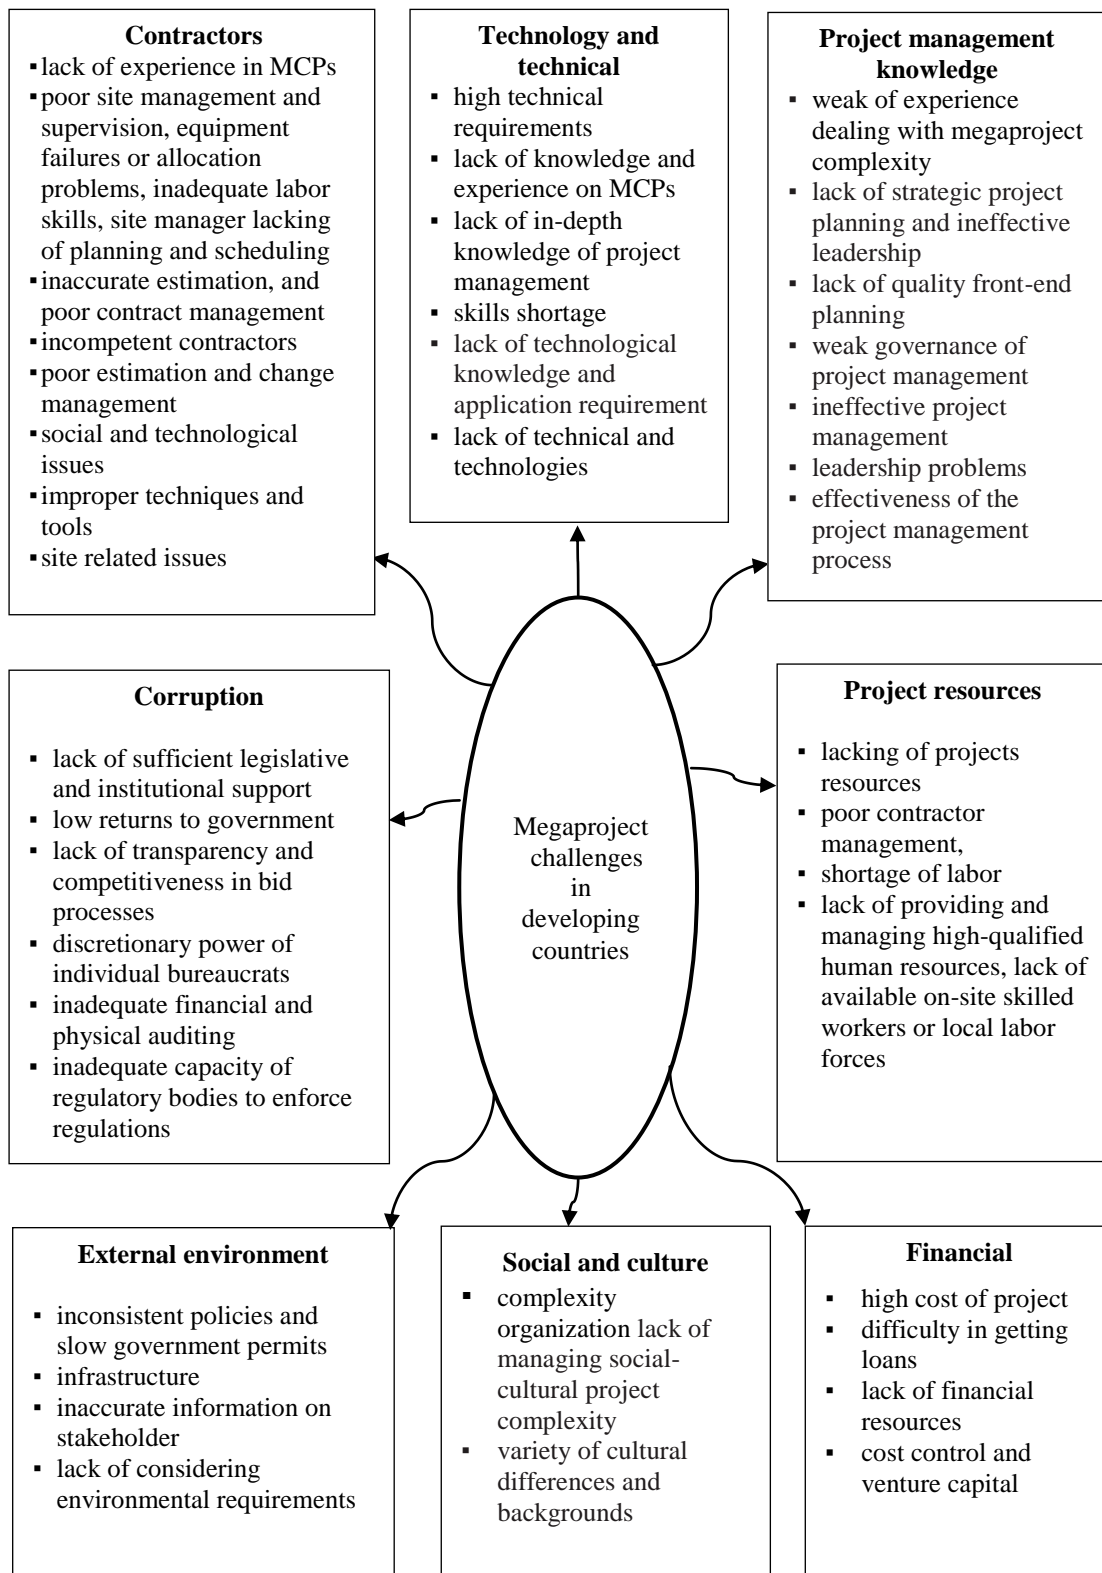 Contractors
▪lack of experience in MCPs
▪poor site management and
supervision, equipment
failures or allocation
problems, inadequate labor
skills, site manager lacking
of planning and scheduling
▪inaccurate estimation, and
poor contract management
▪incompetent contractors
▪poor estimation and change
management
▪social and technological
issues
▪improper techniques and
tools
▪site related issues
Technology and
technical
▪ high technical
requirements
▪ lack of knowledge and
experience on MCPs
▪ lack of in-depth
knowledge of project
management
▪ skills shortage
▪ lack of technological
knowledge and
application requirement
▪ lack of technical and
technologies
Project management
knowledge
▪ weak of experience
dealing with megaproject
complexity
▪ lack of strategic project
planning and ineffective
leadership
▪ lack of quality front-end
planning
▪ weak governance of
project management
▪ ineffective project
management
▪ leadership problems
▪ effectiveness of the
project management
process
Corruption
▪ lack of sufficient legislative
and institutional support
▪ low returns to government
▪ lack of transparency and
competitiveness in bid
processes
▪ discretionary power of
individual bureaucrats
▪ inadequate financial and
physical auditing
▪ inadequate capacity of
regulatory bodies to enforce
regulations
Megaproject
challenges
in
developing
countries
Project resources
▪ lacking of projects
resources
▪ poor contractor
management,
▪ shortage of labor
▪ lack of providing and
managing high-qualified
human resources, lack of
available on-site skilled
workers or local labor
forces
External environment
▪ inconsistent policies and
slow government permits
▪ infrastructure
▪ inaccurate information on
stakeholder
▪ lack of considering
environmental requirements
Social and culture
▪ complexity
organization lack of
managing social-
cultural project
complexity
▪ variety of cultural
differences and
backgrounds
Financial
▪ high cost of project
▪ difficulty in getting
loans
▪ lack of financial
resources
▪ cost control and
venture capital